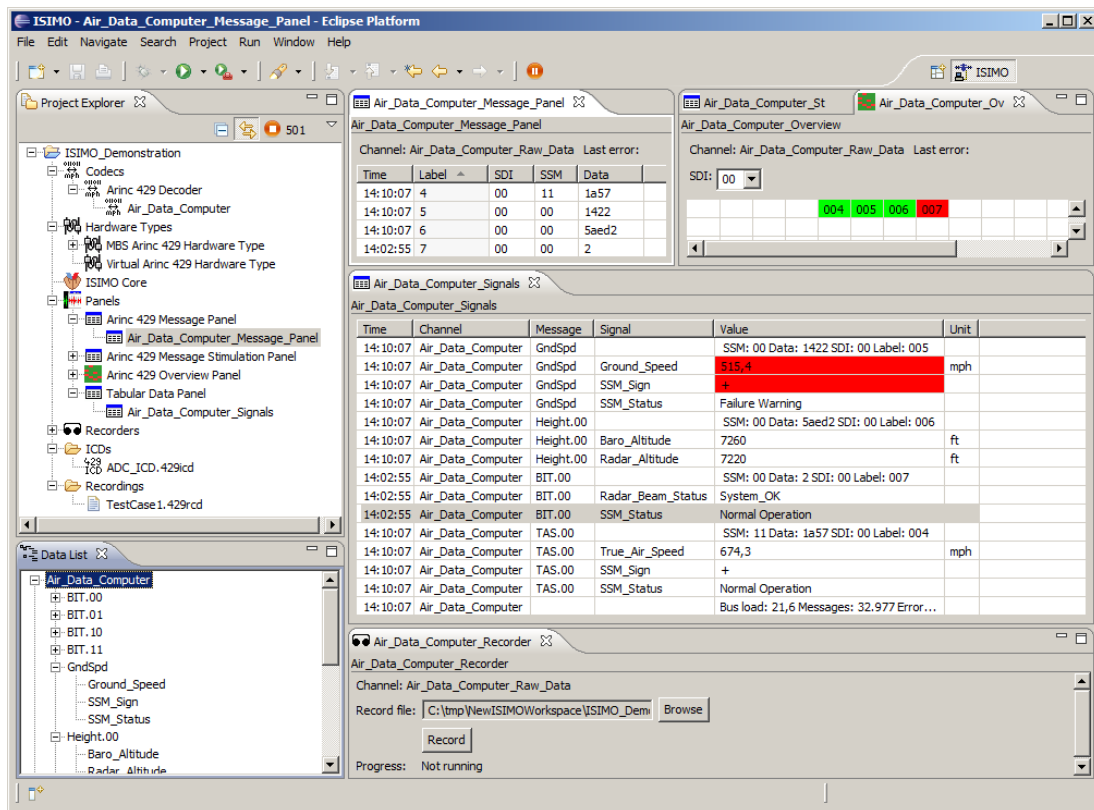 ISIMO - Air_Data_Computer_Message_Panel - Eclipse Platform
File Edit Navigate Search Project Run Window Help
ISIMO
Project Explorer
501
ISIMO_Demonstration
Codecs
Arinc 429 Decoder
Air_Data_Computer
Hardware Types
MBS Arinc 429 Hardware Type
Virtual Arinc 429 Hardware Type
ISIMO Core
Panels
Arinc 429 Message Panel
Air_Data_Computer_Message_Panel
Arinc 429 Message Stimulation Panel
Arinc 429 Overview Panel
Tabular Data Panel
Air_Data_Computer_Signals
Recorders
ICDs
ADC_ICD.429icd
Recordings
TestCase1.429rcd
Data List
Air_Data_Computer
BIT.00
BIT.01
BIT.10
BIT.11
GndSpd
Ground_Speed
SSM_Sign
SSM_Status
Height.00
Baro_Altitude
Radar_Altitude
Air_Data_Computer_Message_Panel
Air_Data_Computer_Message_Panel
Channel: Air_Data_Computer_Raw_Data Last error:
Time Label SDI SSM Data
14:10:07 4 00 11 1a57
14:10:07 5 00 00 1422
14:10:07 6 00 00 5aed2
14:02:55 7 00 00 2
Air_Data_Computer_St Air_Data_Computer_Ov
Air_Data_Computer_Overview
Channel: Air_Data_Computer_Raw_Data Last error:
SDI: 00
004 005 006 007
Air_Data_Computer_Signals
Air_Data_Computer_Signals
Time Channel Message Signal Value Unit
14:10:07 Air_Data_Computer GndSpd SSM: 00 Data: 1422 SDI: 00 Label: 005
14:10:07 Air_Data_Computer GndSpd Ground_Speed 515,4 mph
14:10:07 Air_Data_Computer GndSpd SSM_Sign +
14:10:07 Air_Data_Computer GndSpd SSM_Status Failure Warning
14:10:07 Air_Data_Computer Height.00 SSM: 00 Data: 5aed2 SDI: 00 Label: 006
14:10:07 Air_Data_Computer Height.00 Baro_Altitude 7260 ft
14:10:07 Air_Data_Computer Height.00 Radar_Altitude 7220 ft
14:02:55 Air_Data_Computer BIT.00 SSM: 00 Data: 2 SDI: 00 Label: 007
14:02:55 Air_Data_Computer BIT.00 Radar_Beam_Status System_OK
14:02:55 Air_Data_Computer BIT.00 SSM_Status Normal Operation
14:10:07 Air_Data_Computer TAS.00 SSM: 11 Data: 1a57 SDI: 00 Label: 004
14:10:07 Air_Data_Computer TAS.00 True_Air_Speed 674,3 mph
14:10:07 Air_Data_Computer TAS.00 SSM_Sign +
14:10:07 Air_Data_Computer TAS.00 SSM_Status Normal Operation
14:10:07 Air_Data_Computer Bus load: 21,6 Messages: 32.977 Error...
Air_Data_Computer_Recorder
Air_Data_Computer_Recorder
Channel: Air_Data_Computer_Raw_Data
Record file: C:\tmp\NewISIMOWorkspace\ISIMO_Dem Browse
Record
Progress: Not running